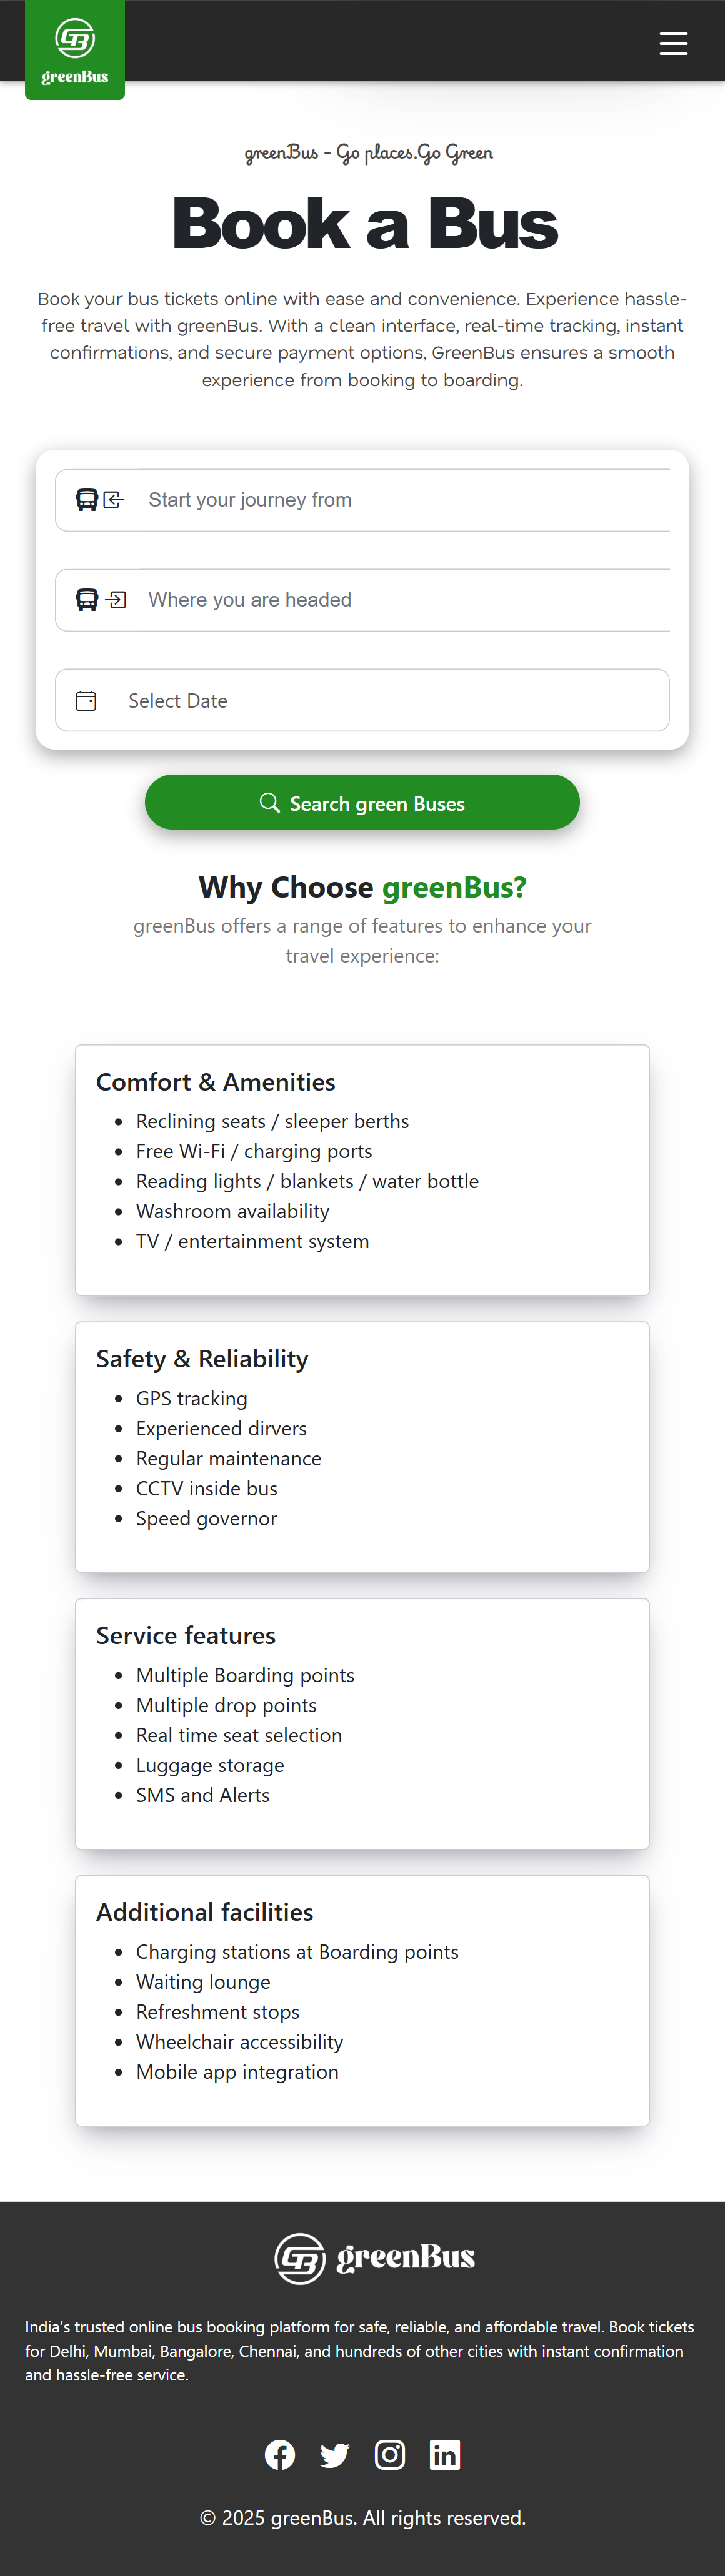 GB
greenBus
greenBus - Go places.Go Green
Book a Bus
Book your bus tickets online with ease and convenience. Experience hassle-
free travel with greenBus. With a clean interface, real-time tracking, instant
confirmations, and secure payment options, GreenBus ensures a smooth
experience from booking to boarding.
Start your journey from
Where you are headed
Select Date
Search green Buses
Why Choose greenBus?
greenBus offers a range of features to enhance your
travel experience:
Comfort & Amenities
• Reclining seats / sleeper berths
• Free Wi-Fi / charging ports
• Reading lights / blankets / water bottle
• Washroom availability
• TV / entertainment system
Safety & Reliability
• GPS tracking
• Experienced dirvers
• Regular maintenance
• CCTV inside bus
• Speed governor
Service features
• Multiple Boarding points
• Multiple drop points
• Real time seat selection
• Luggage storage
• SMS and Alerts
Additional facilities
• Charging stations at Boarding points
• Waiting lounge
• Refreshment stops
• Wheelchair accessibility
• Mobile app integration
GB greenBus
India's trusted online bus booking platform for safe, reliable, and affordable travel. Book tickets
for Delhi, Mumbai, Bangalore, Chennai, and hundreds of other cities with instant confirmation
and hassle-free service.
in
© 2025 greenBus. All rights reserved.